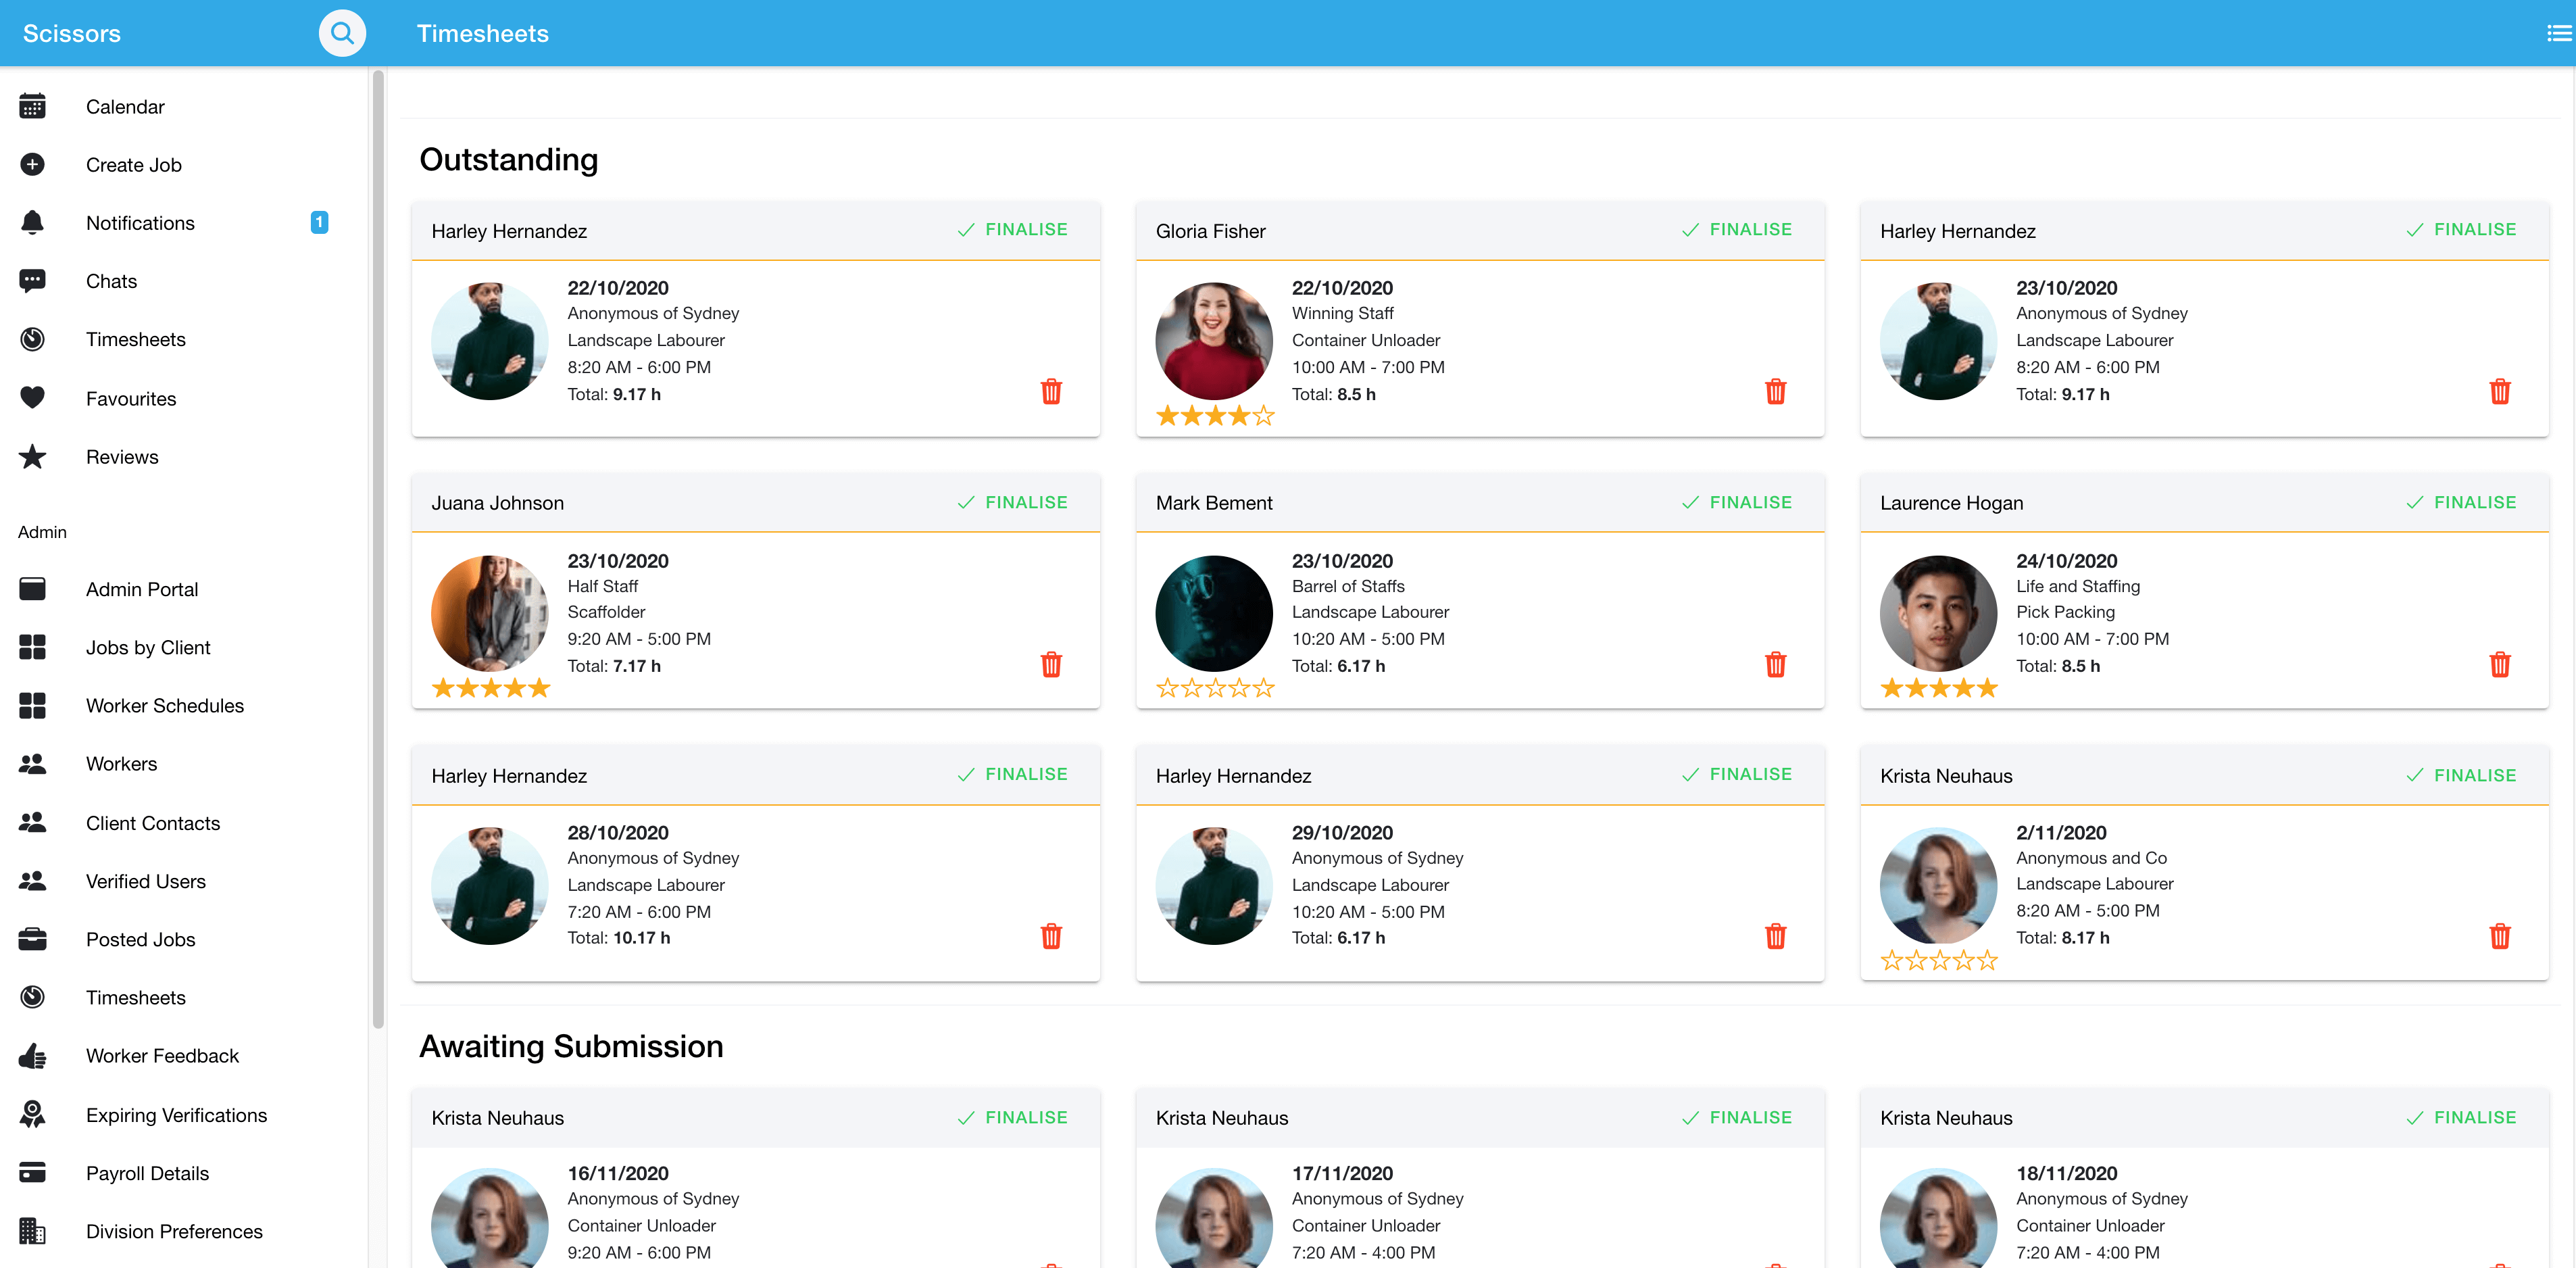 Scissors
Timesheets
Calendar
Create Job
Notifications 1
Chats
Timesheets
Favourites
Reviews
Admin
Admin Portal
Jobs by Client
Worker Schedules
Workers
Client Contacts
Verified Users
Posted Jobs
Timesheets
Worker Feedback
Expiring Verifications
Payroll Details
Division Preferences
Outstanding
Harley Hernandez FINALISE
22/10/2020
Anonymous of Sydney
Landscape Labourer
8:20 AM - 6:00 PM
Total: 9.17 h
Gloria Fisher FINALISE
22/10/2020
Winning Staff
Container Unloader
10:00 AM - 7:00 PM
Total: 8.5 h
Harley Hernandez FINALISE
23/10/2020
Anonymous of Sydney
Landscape Labourer
8:20 AM - 6:00 PM
Total: 9.17 h
Juana Johnson FINALISE
23/10/2020
Half Staff
Scaffolder
9:20 AM - 5:00 PM
Total: 7.17 h
Mark Bement FINALISE
23/10/2020
Barrel of Staffs
Landscape Labourer
10:20 AM - 5:00 PM
Total: 6.17 h
Laurence Hogan FINALISE
24/10/2020
Life and Staffing
Pick Packing
10:00 AM - 7:00 PM
Total: 8.5 h
Harley Hernandez FINALISE
28/10/2020
Anonymous of Sydney
Landscape Labourer
7:20 AM - 6:00 PM
Total: 10.17 h
Harley Hernandez FINALISE
29/10/2020
Anonymous of Sydney
Landscape Labourer
10:20 AM - 5:00 PM
Total: 6.17 h
Krista Neuhaus FINALISE
2/11/2020
Anonymous and Co
Landscape Labourer
8:20 AM - 5:00 PM
Total: 8.17 h
Awaiting Submission
Krista Neuhaus FINALISE
16/11/2020
Anonymous of Sydney
Container Unloader
9:20 AM - 6:00 PM
Krista Neuhaus FINALISE
17/11/2020
Anonymous of Sydney
Container Unloader
7:20 AM - 4:00 PM
Krista Neuhaus FINALISE
18/11/2020
Anonymous of Sydney
Container Unloader
7:20 AM - 4:00 PM